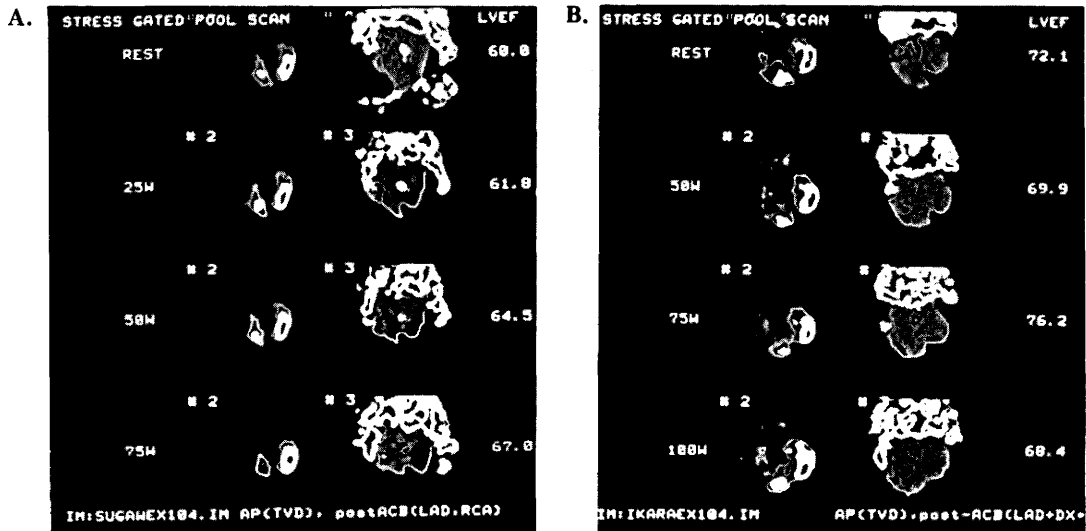 A.
STRESS GATED POOL SCAN LVEF
REST 60.0
# 2 # 3
25W 61.0
# 2 # 3
50W 64.5
# 2 # 3
75W 67.0
IM:SUGAWEX104.IM AP(TVD), postACB(LAD,RCA)
B.
STRESS GATED POOL SCAN LVEF
REST 72.1
# 2 #
50W 69.9
# 2 #
75W 76.2
# 2 #
100W 68.4
IM:IKARAEX104.IM AP(TVD),post-ACB(LAD+DX+